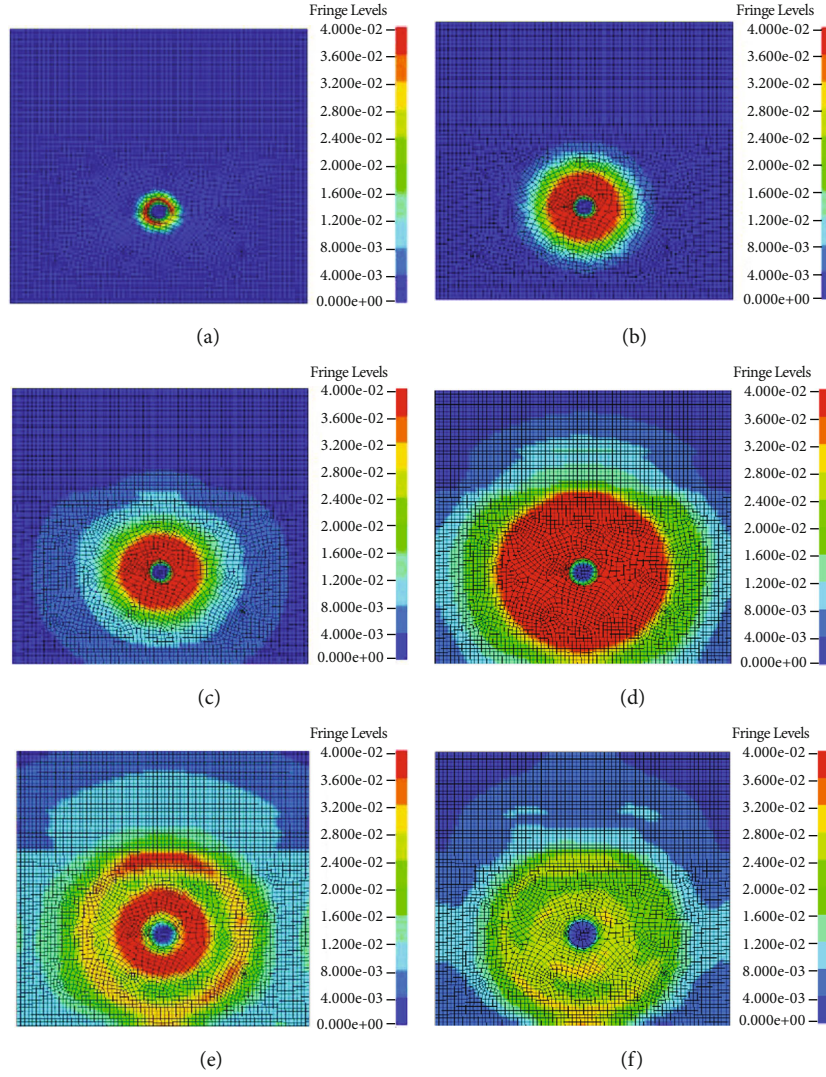 Fringe Levels
4.000e-02
3.600e-02
3.200e-02
2.800e-02
2.400e-02
2.000e-02
1.600e-02
1.200e-02
8.000e-03
4.000e-03
0.000e+00
(a)
Fringe Levels
4.000e-02
3.600e-02
3.200e-02
2.800e-02
2.400e-02
2.000e-02
1.600e-02
1.200e-02
8.000e-03
4.000e-03
0.000e+00
(b)
Fringe Levels
4.000e-02
3.600e-02
3.200e-02
2.800e-02
2.400e-02
2.000e-02
1.600e-02
1.200e-02
8.000e-03
4.000e-03
0.000e+00
(c)
Fringe Levels
4.000e-02
3.600e-02
3.200e-02
2.800e-02
2.400e-02
2.000e-02
1.600e-02
1.200e-02
8.000e-03
4.000e-03
0.000e+00
(d)
Fringe Levels
4.000e-02
3.600e-02
3.200e-02
2.800e-02
2.400e-02
2.000e-02
1.600e-02
1.200e-02
8.000e-03
4.000e-03
0.000e+00
(e)
Fringe Levels
4.000e-02
3.600e-02
3.200e-02
2.800e-02
2.400e-02
2.000e-02
1.600e-02
1.200e-02
8.000e-03
4.000e-03
0.000e+00
(f)